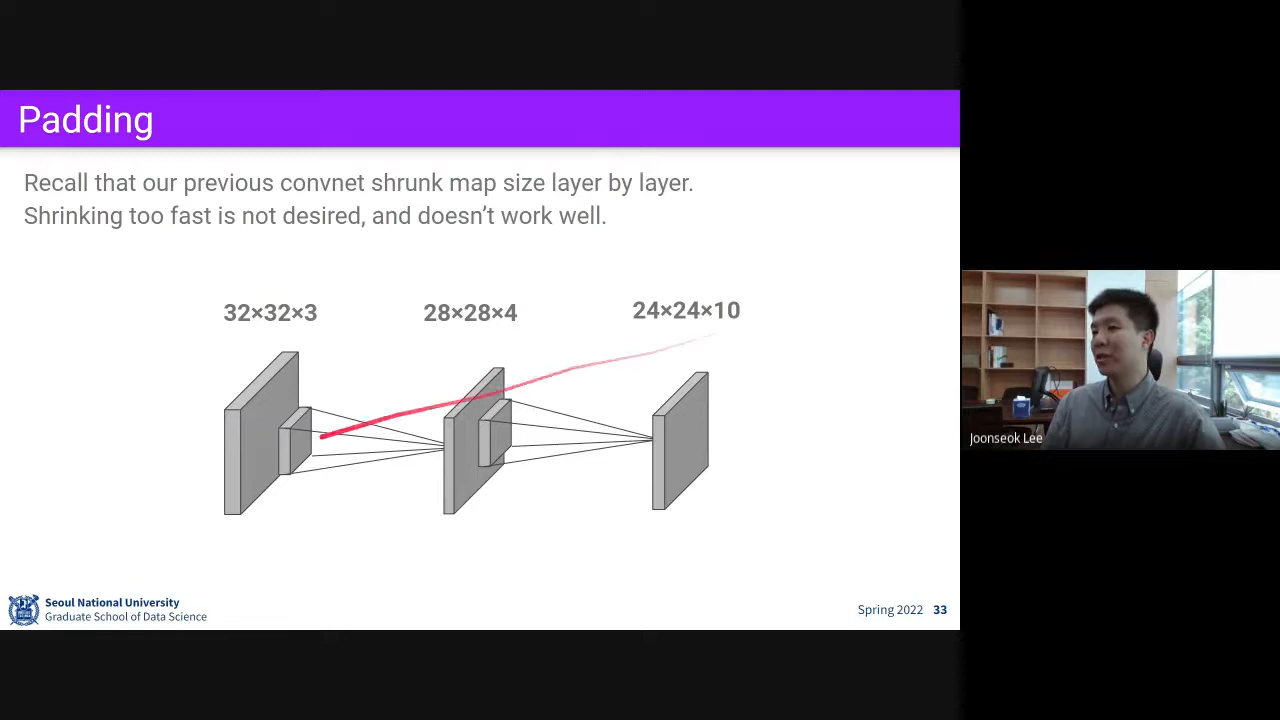 Padding
Recall that our previous convnet shrunk map size layer by layer.
Shrinking too fast is not desired, and doesn't work well.
32×32×3
28×28×4
24×24×10
Joonseok Lee
Seoul National University
Graduate School of Data Science
Spring 2022 33